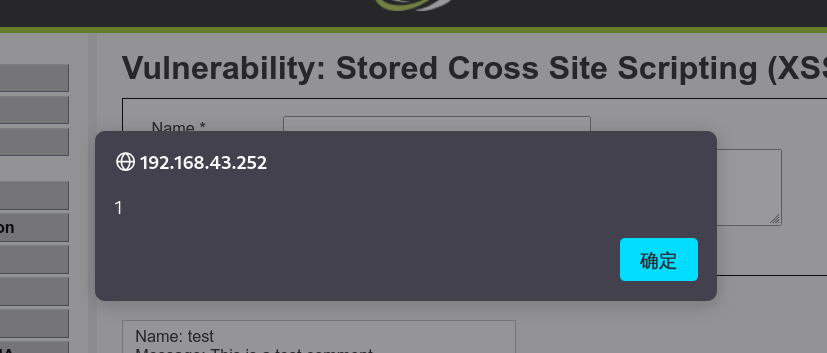 Vulnerability: Stored Cross Site Scripting (XSS
Name *
192.168.43.252
1
on
确定
Name: test
Message: This is a test comment